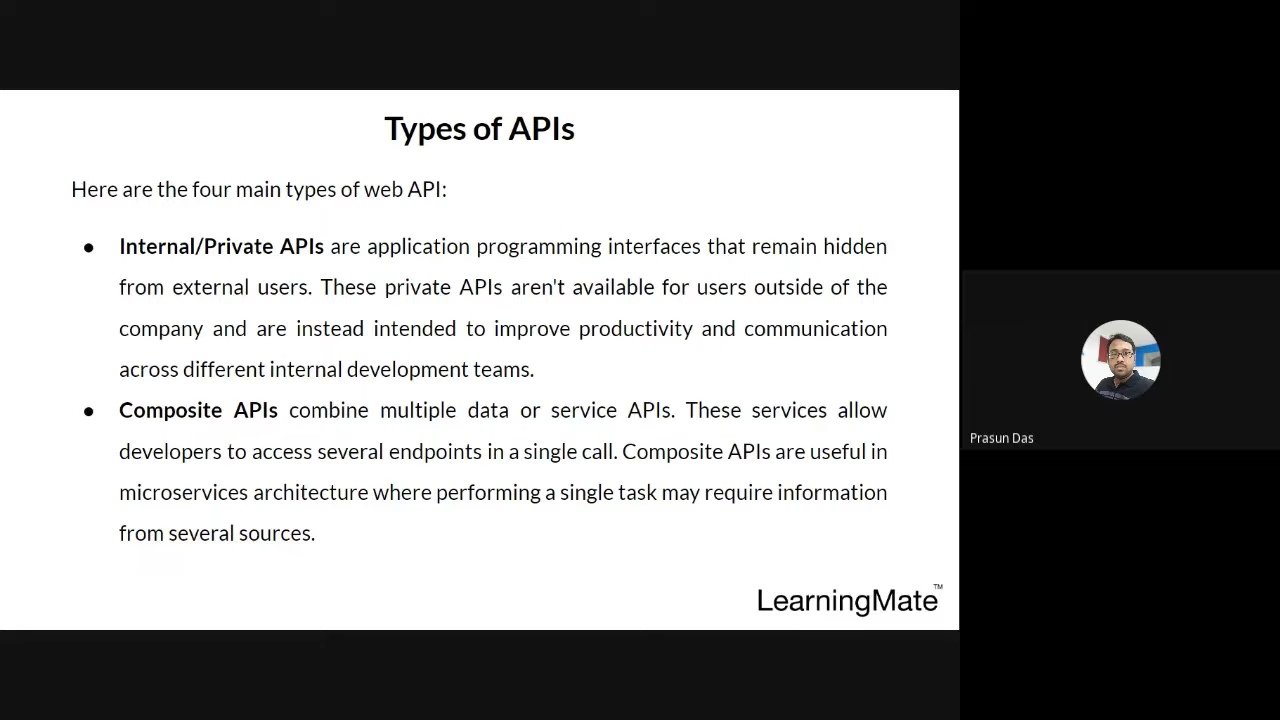 Types of APIs
Here are the four main types of web API:
● Internal/Private APIs are application programming interfaces that remain hidden
from external users. These private APIs aren't available for users outside of the
company and are instead intended to improve productivity and communication
across different internal development teams.
● Composite APIs combine multiple data or service APIs. These services allow
developers to access several endpoints in a single call. Composite APIs are useful in
microservices architecture where performing a single task may require information
from several sources.
LearningMate™
Prasun Das